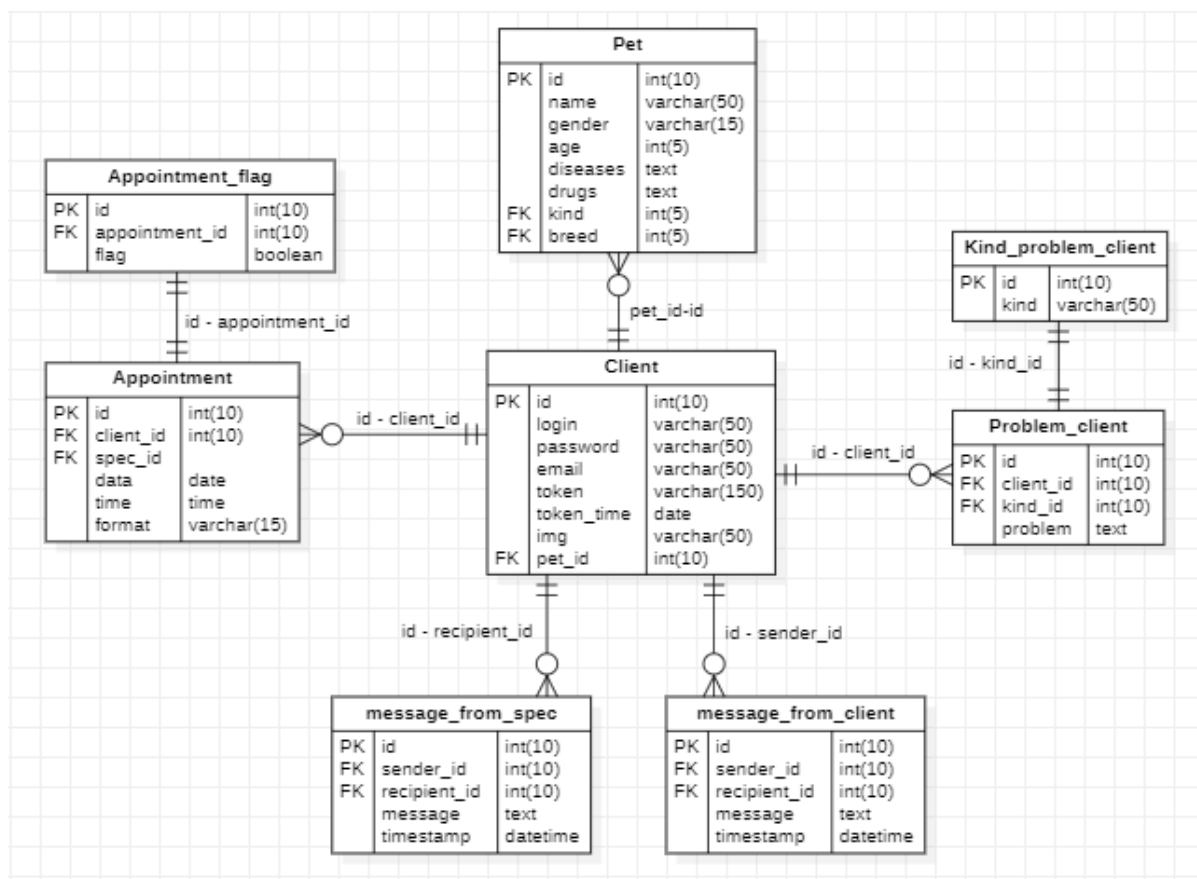 Pet
PK id int(10)
name varchar(50)
gender varchar(15)
age int(5)
diseases text
drugs text
FK kind int(5)
FK breed int(5)
Appointment_flag
PK id int(10)
FK appointment_id int(10)
flag boolean
Kind_problem_client
PK id int(10)
kind varchar(50)
id - appointment_id
pet_id-id
id - kind_id
Appointment
PK id int(10)
FK client_id int(10)
FK spec_id
data date
time time
format varchar(15)
id - client_id
Client
PK id int(10)
login varchar(50)
password varchar(50)
email varchar(50)
token varchar(150)
token_time date
img varchar(50)
FK pet_id int(10)
id - client_id
Problem_client
PK id int(10)
FK client_id int(10)
FK kind_id int(10)
problem text
id - recipient_id
id - sender_id
message_from_spec
PK id int(10)
FK sender_id int(10)
FK recipient_id int(10)
message text
timestamp datetime
message_from_client
PK id int(10)
FK sender_id int(10)
FK recipient_id int(10)
message text
timestamp datetime